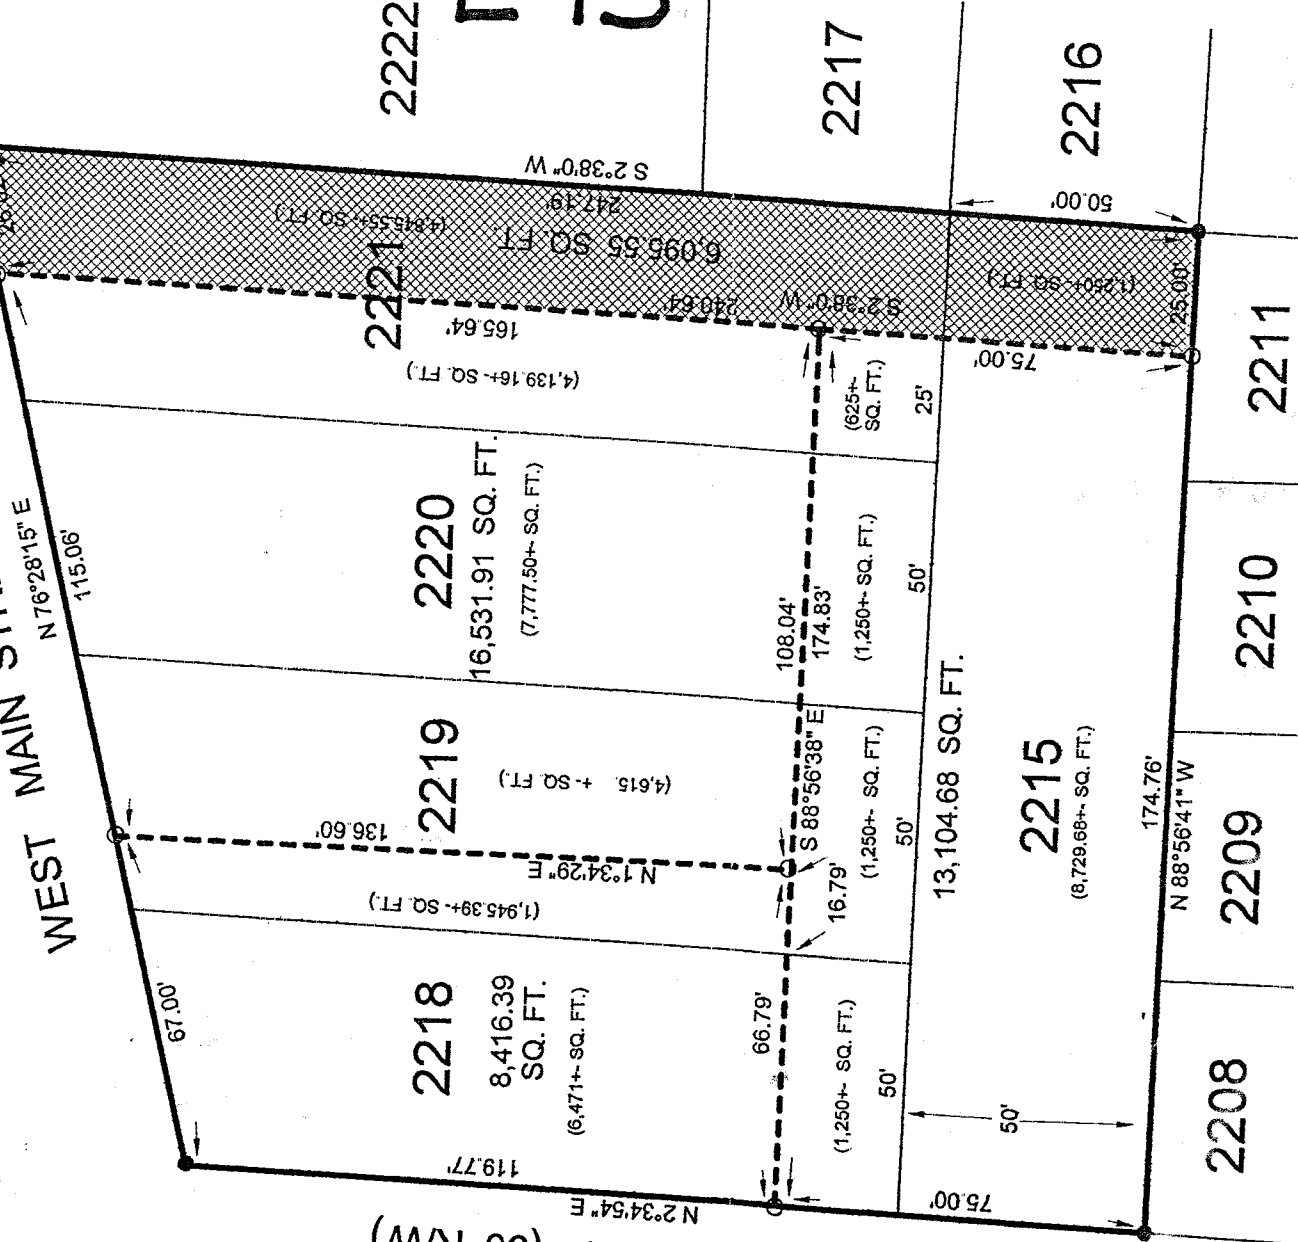 2222
2217
2216
S 2°38'0" W
247.19'
(4,845.55+- SQ. FT.)
6,095.55 SQ. FT.
50.00'
2221
240.64'
S 2°38'0" W
(1,250+- SQ. FT.)
25.00'
165.64'
75.00'
(4,139.16+- SQ. FT.)
(625+-
SQ. FT.)
25'
2211
N 76°28'15" E
115.06'
2220
16,531.91 SQ. FT.
(7,777.50+- SQ. FT.)
108.04'
174.83'
(1,250+- SQ. FT.)
50'
2210
WEST MAIN
2219
(4,615 +- SQ. FT.)
136.60'
N 1°34'29" E
(1,945.39+- SQ. FT.)
S 88°56'38" E
16.79'
(1,250+- SQ. FT.)
50'
13,104.68 SQ. FT.
2215
(8,729.68+- SQ. FT.)
174.76'
N 88°56'41" W
2209
67.00'
2218
8,416.39
SQ. FT.
(6,471+- SQ. FT.)
66.79'
(1,250+- SQ. FT.)
50'
50'
2208
119.77'
N 2°34'54" E
75.00'
R/W)